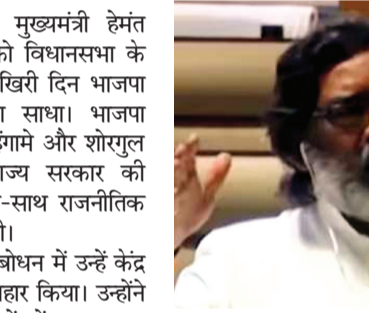 मुख्यमंत्री हेमंत
को विधानसभा के
खिरी दिन भाजपा
साधा। भाजपा
हंगामे और शोरगुल
राज्य सरकार की
-साथ राजनीतिक
बोधन में उन्हें केंद्र
हार किया। उन्होंने